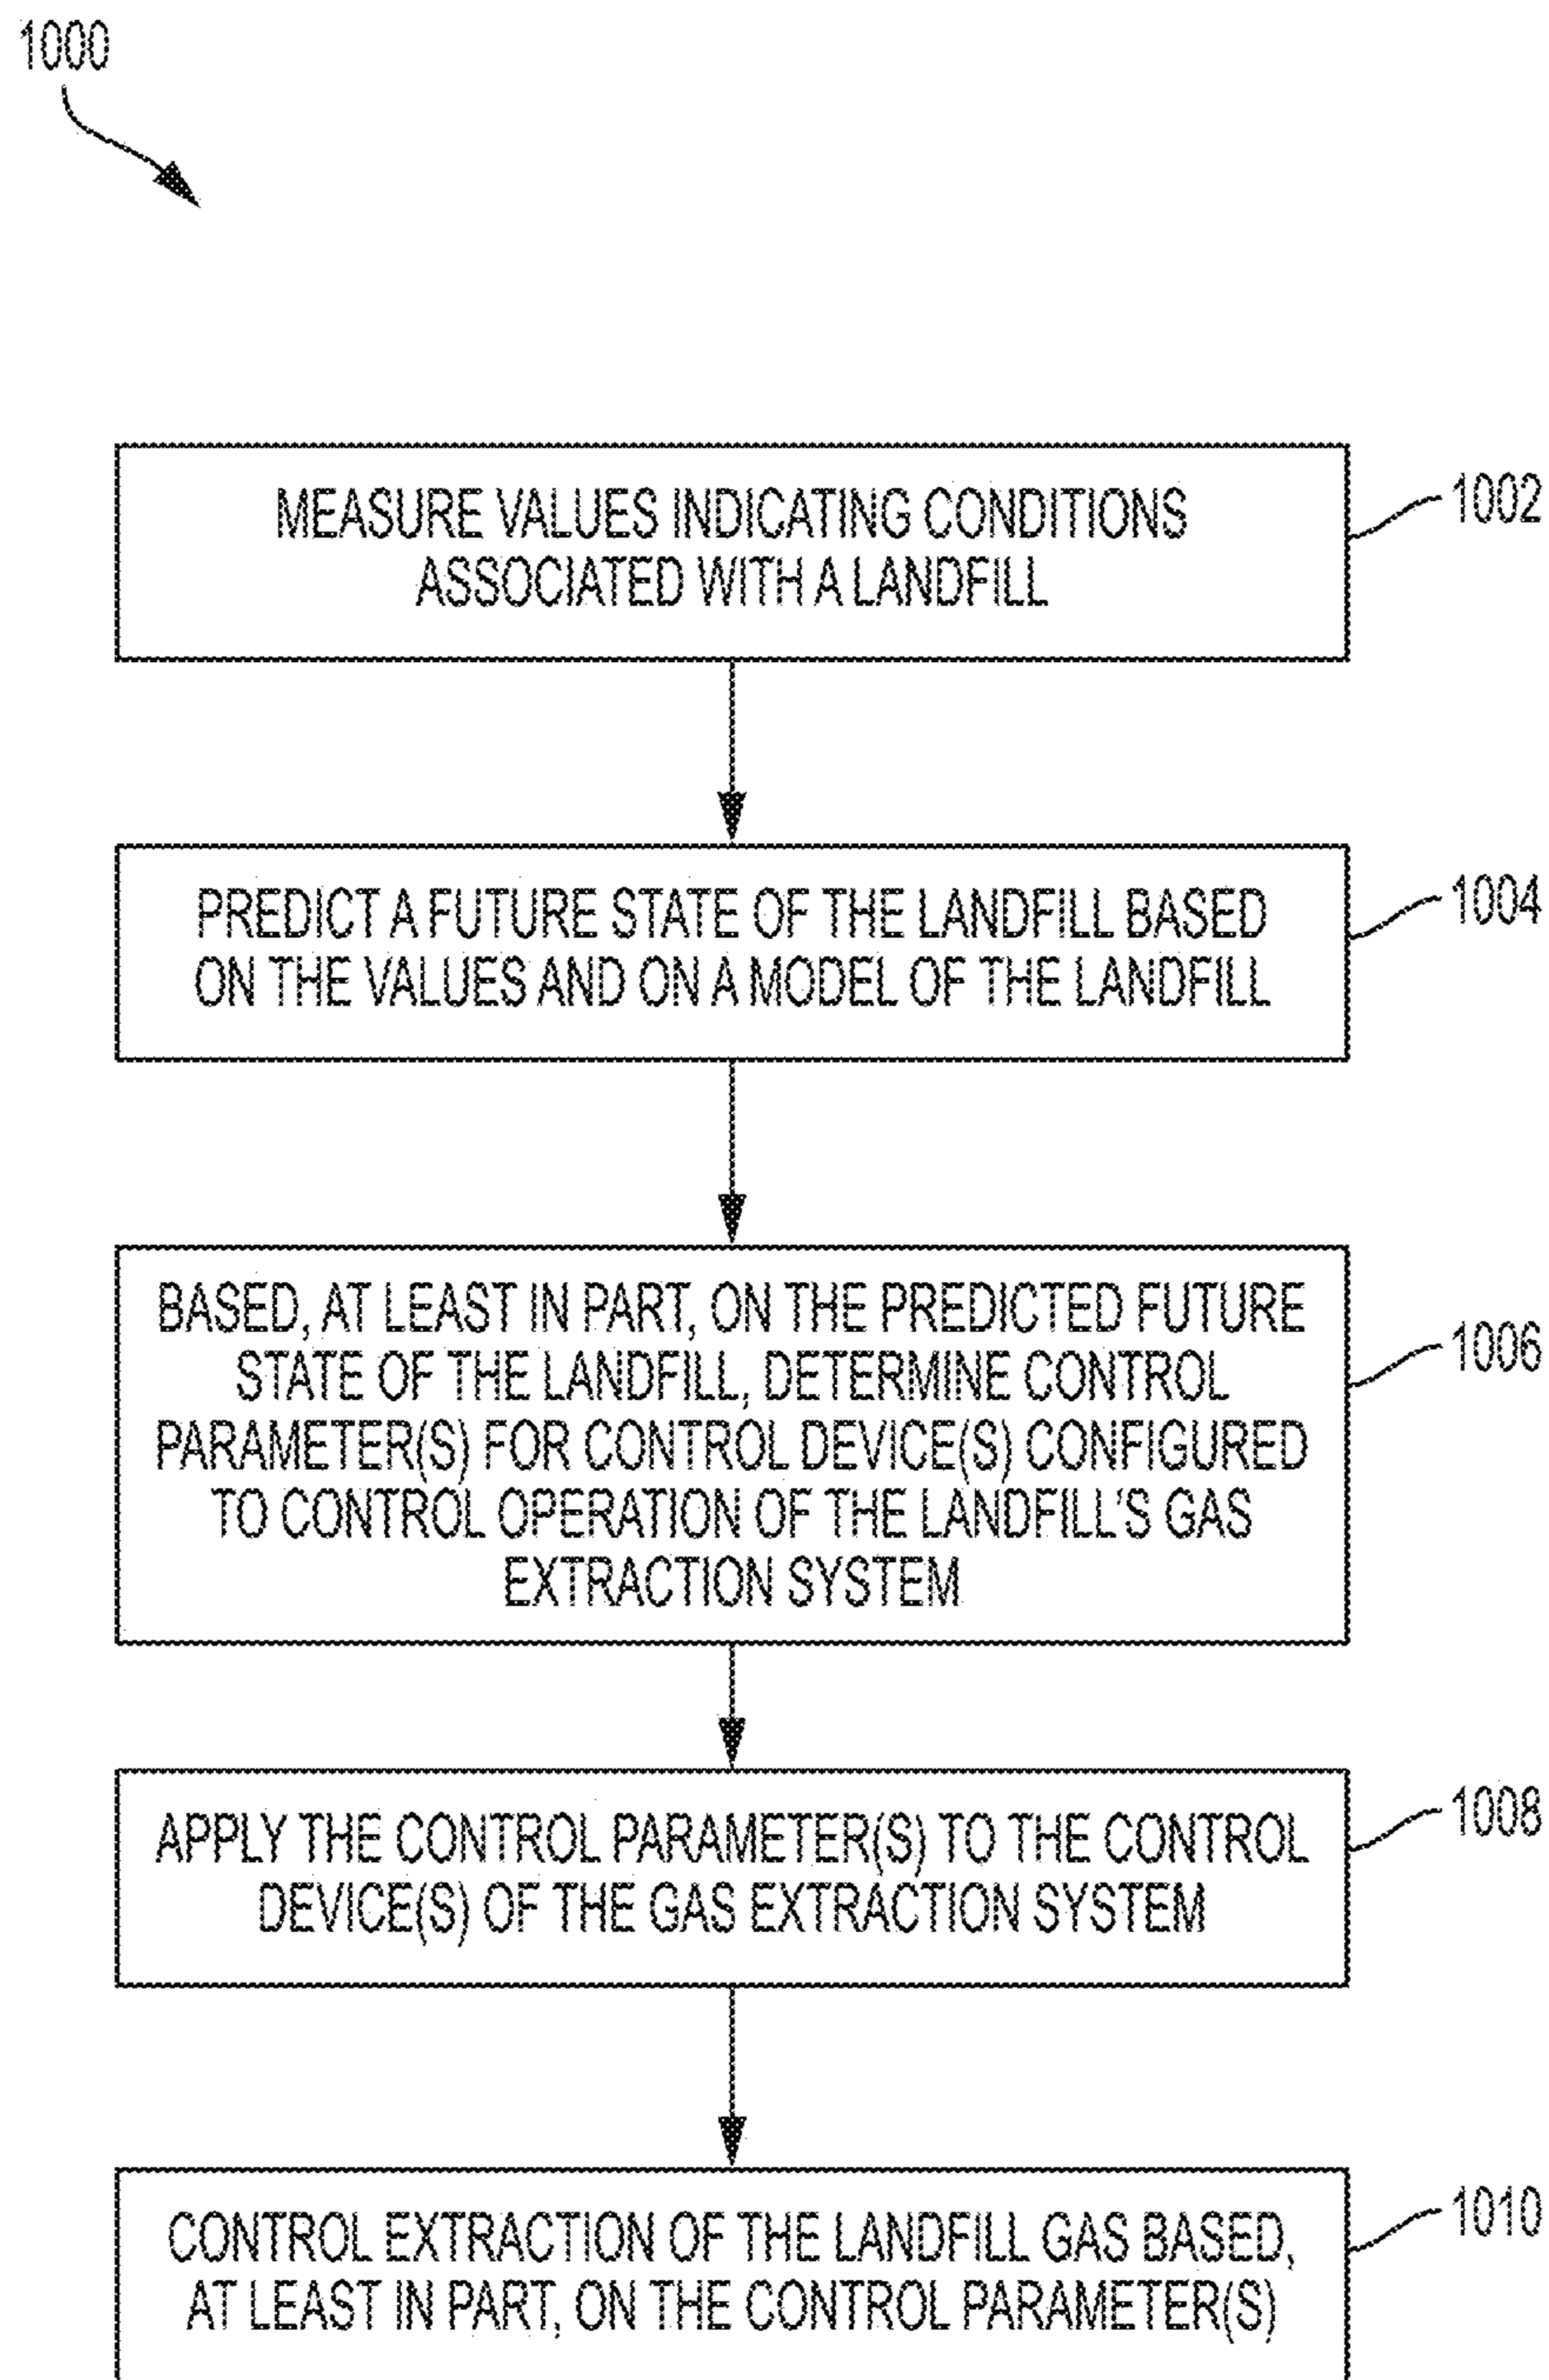 1000
MEASURE VALUES INDICATING CONDITIONS
ASSOCIATED WITH A LANDFILL
1002
PREDICT A FUTURE STATE OF THE LANDFILL BASED
ON THE VALUES AND ON A MODEL OF THE LANDFILL
1004
BASED, AT LEAST IN PART, ON THE PREDICTED FUTURE
STATE OF THE LANDFILL, DETERMINE CONTROL
PARAMETER(S) FOR CONTROL DEVICE(S) CONFIGURED
TO CONTROL OPERATION OF THE LANDFILL'S GAS
EXTRACTION SYSTEM
1006
APPLY THE CONTROL PARAMETER(S) TO THE CONTROL
DEVICE(S) OF THE GAS EXTRACTION SYSTEM
1008
CONTROL EXTRACTION OF THE LANDFILL GAS BASED,
AT LEAST IN PART, ON THE CONTROL PARAMETER(S)
1010